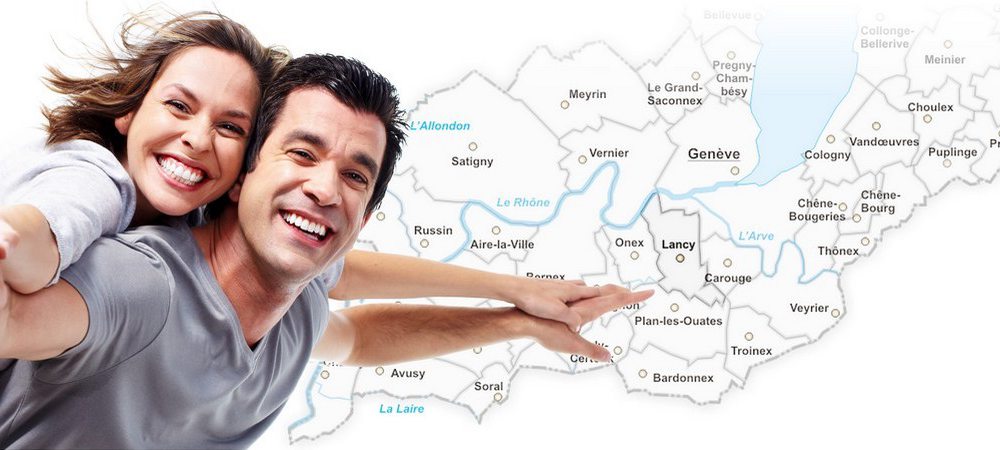 Bellevue
Collonge-
Bellerive
Meinier
Pregny-
Cham-
bésy
Le Grand-
Saconnex
Meyrin
Choulex
L'Allondon
Satigny
Vernier
Genève
Cologny
Vandœuvres
Puplinge
Le Rhône
Chêne-
Bougeries
Chêne-
Bourg
Russin
Aire-la-Ville
Onex
Lancy
L'Arve
Thônex
Carouge
Veyrier
Plan-les-Ouates
Troinex
Bardonnex
Avusy
Soral
La Laire